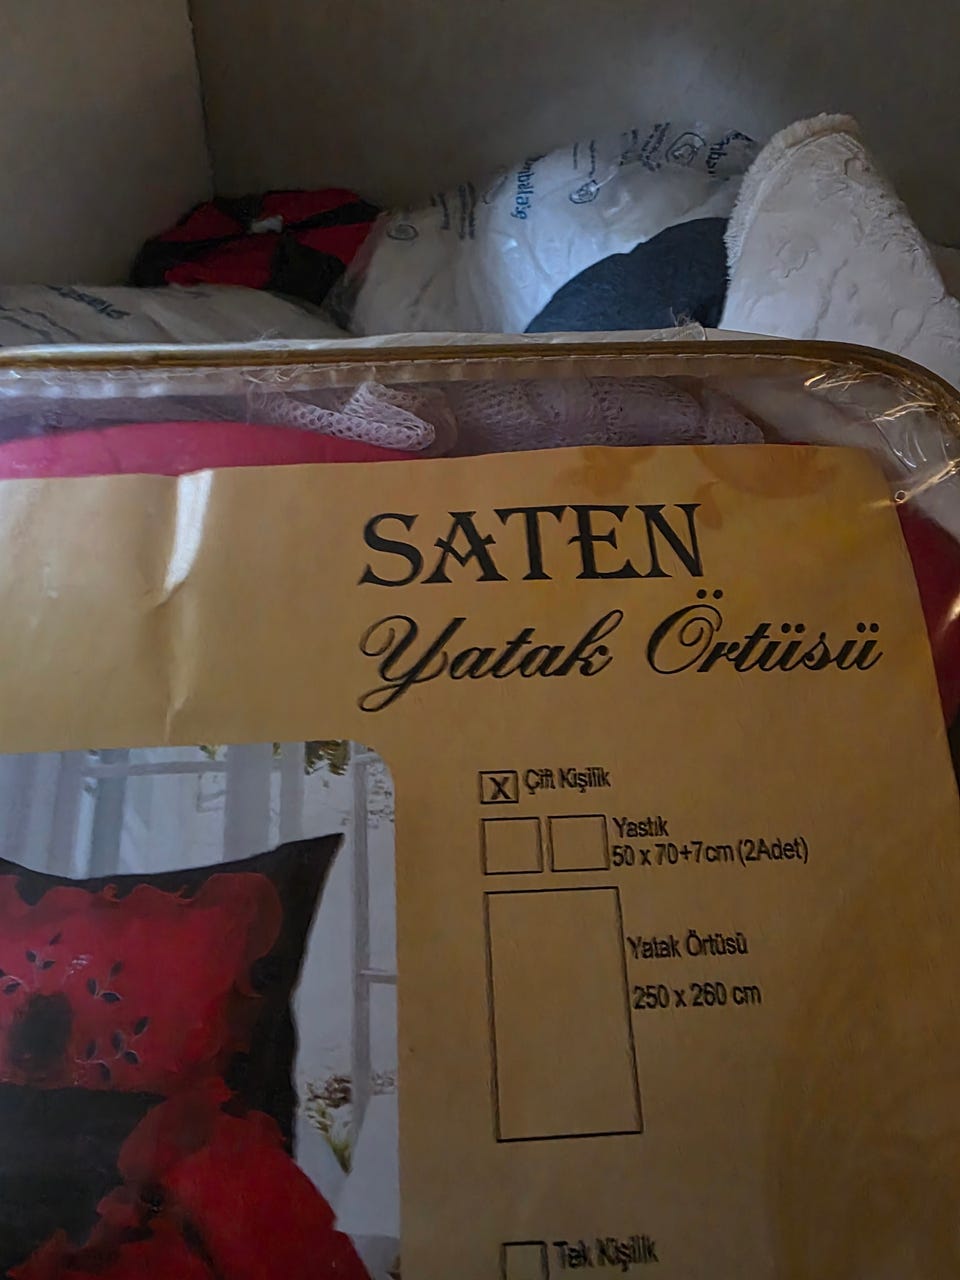 SATEN
Yatak Örtüsü
X Çift Kişilik
Yastık
50 x 70+7cm (2Adet)
Yatak Örtüsü
250 x 260 cm
Tek Kişilik